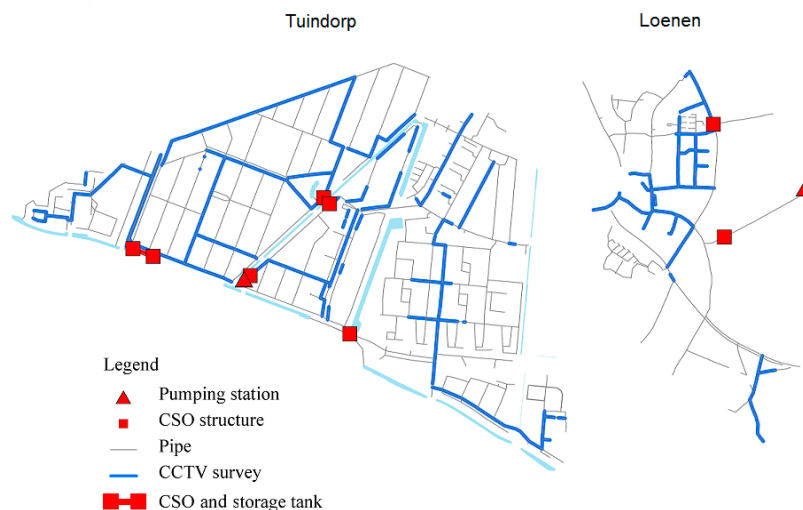 Tuindorp
Loenen
Legend
Pumping station
CSO structure
Pipe
CCTV survey
CSO and storage tank